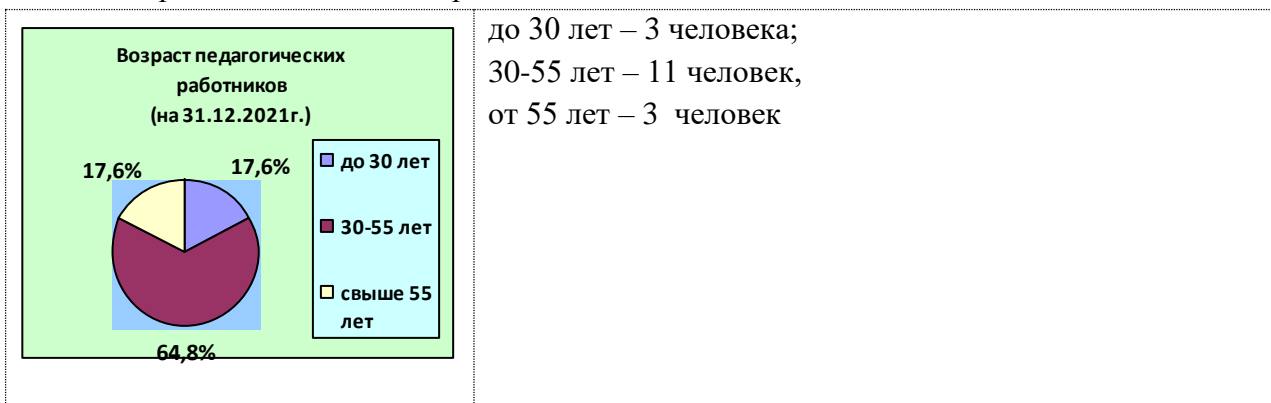 Возраст педагогических
работников
(на 31.12.2021г.)
17,6%
17,6%
64,8%
до 30 лет
30-55 лет
свыше 55
лет
до 30 лет – 3 человека;
30-55 лет – 11 человек,
от 55 лет – 3 человек